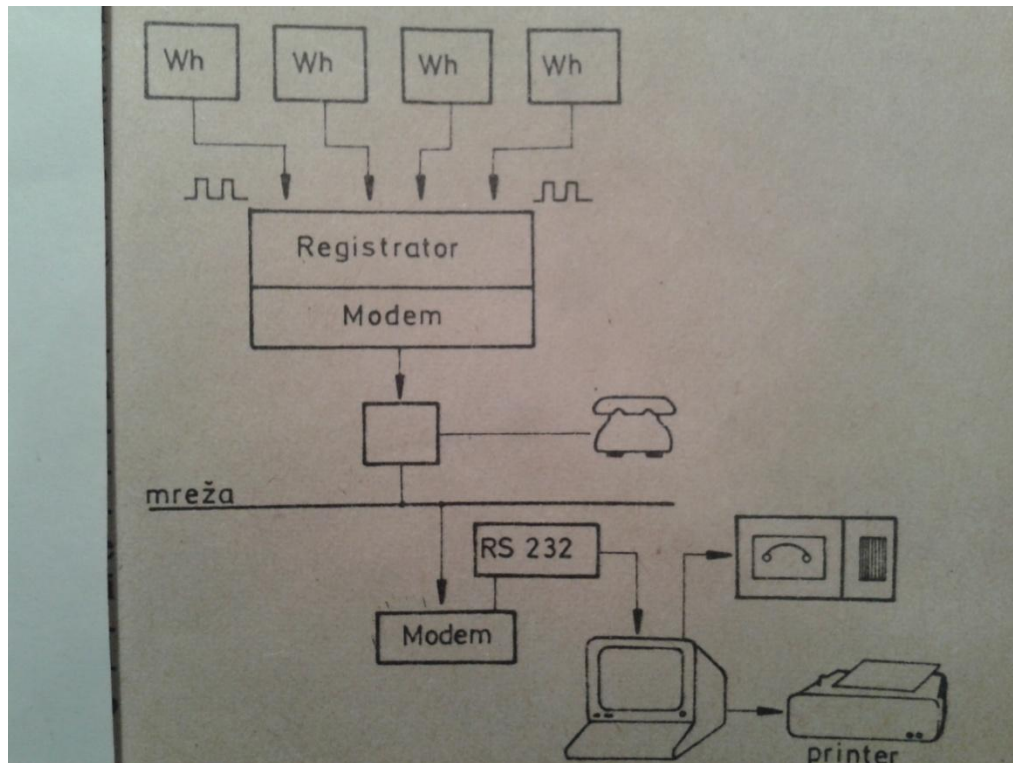 Wh Wh Wh Wh
Registrator
Modem
mreža
RS 232
Modem
printer